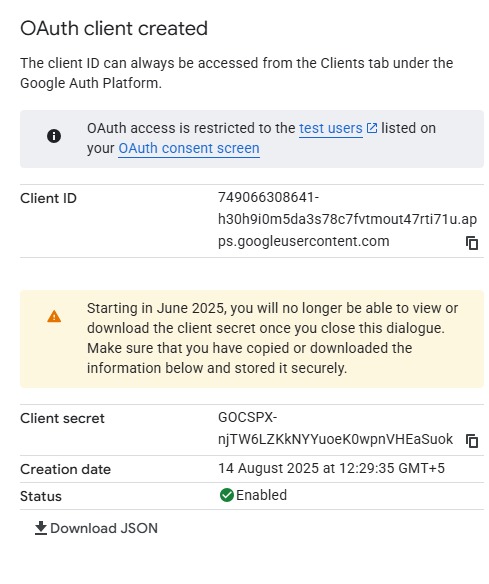 OAuth client created
The client ID can always be accessed from the Clients tab under the
Google Auth Platform.
OAuth access is restricted to the test users listed on
your OAuth consent screen
Client ID
749066308641-
h30h9i0m5da3s78c7fvtmout47rti71u.ap
ps.googleusercontent.com
Starting in June 2025, you will no longer be able to view or
download the client secret once you close this dialogue.
Make sure that you have copied or downloaded the
information below and stored it securely.
Client secret
GOCSPX-
njTW6LZKkNYYuoeK0wpnVHEaSuok
Creation date
14 August 2025 at 12:29:35 GMT+5
Status
Enabled
Download JSON